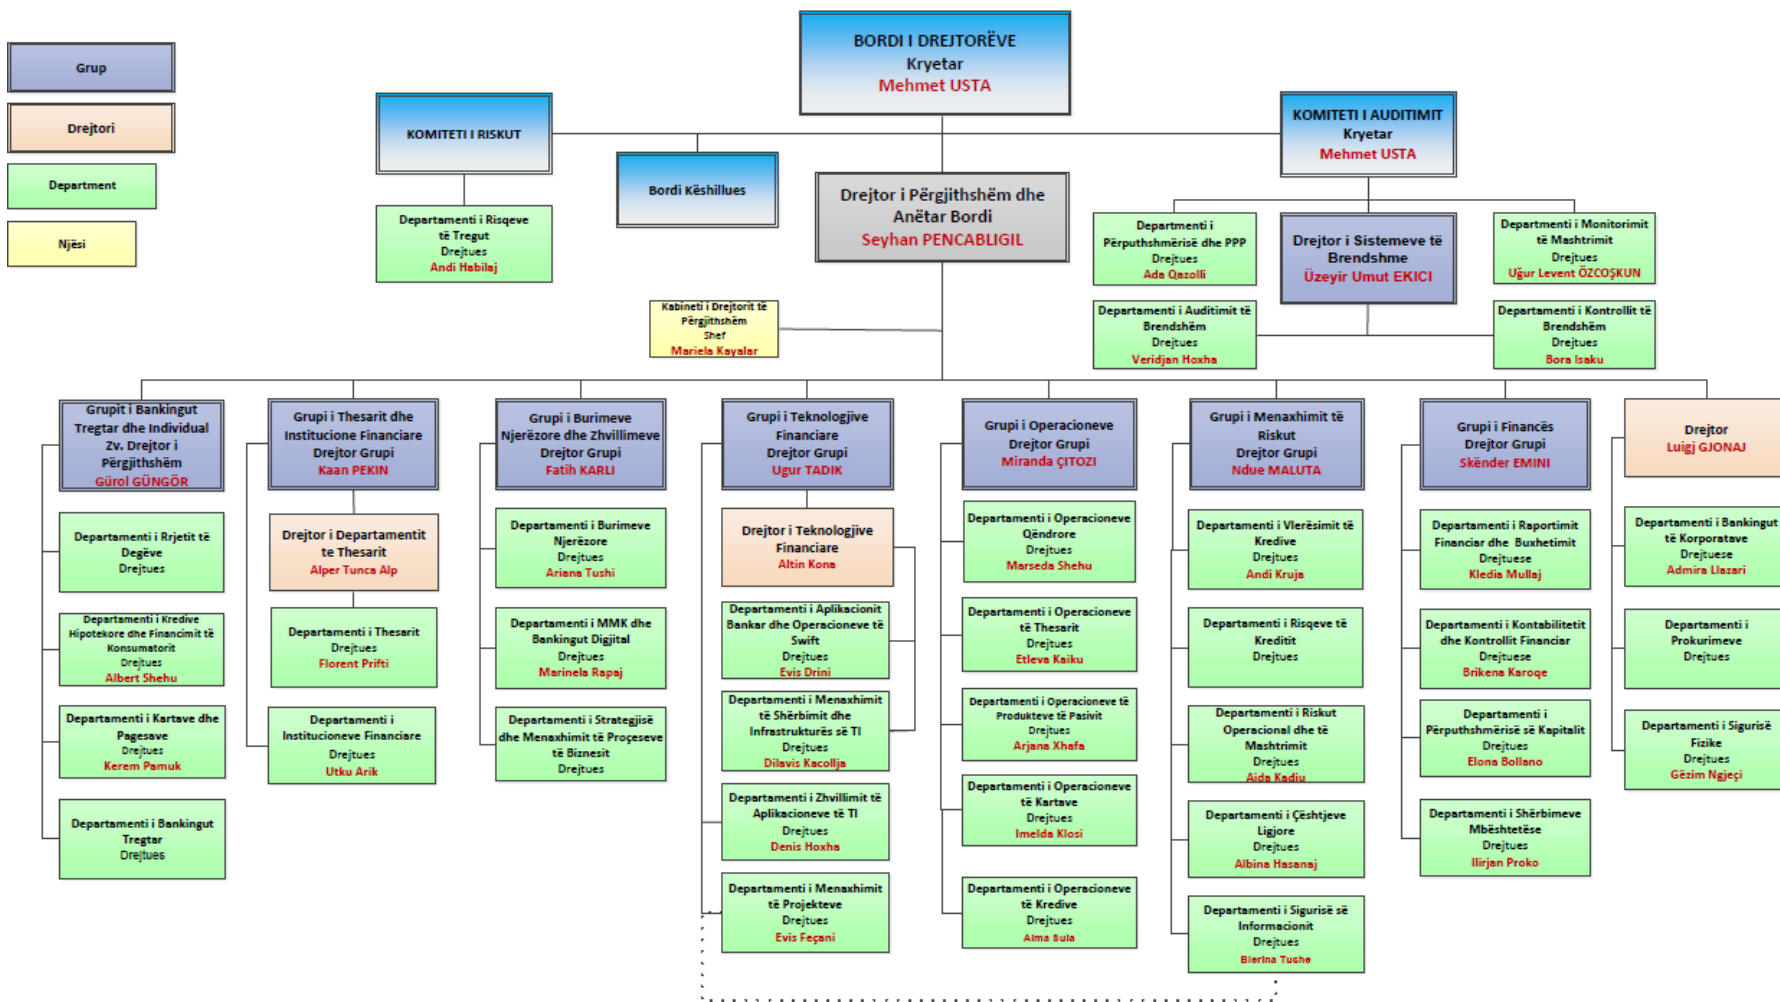 BORDI I DREJTORËVE
Kryetar
Mehmet USTA
Grup
Drejtori
Department
Njësi
KOMITETI I RISKUT
Bordi Këshillues
KOMITETI I AUDITIMIT
Kryetar
Mehmet USTA
Drejtor i Përgjithshëm dhe
Anëtar Bordi
Seyhan PENCABLIGIL
Departamenti i Risqeve
të Tregut
Drejtues
Andi Habilaj
Departmenti i
Përputhshmërisë dhe PPP
Drejtues
Ada Qazolli
Drejtor i Sistemeve të
Brendshme
Üzeyir Umut EKICI
Departmenti i Monitorimit
të Mashtrimit
Drejtues
Uğur Levent ÖZCOŞKUN
Kabineti i Drejtorit të
Përgjithshëm
Shef
Mariela Kayalar
Departamenti i Auditimit të
Brendshëm
Drejtues
Veridjan Hoxha
Departamenti i Kontrollit të
Brendshëm
Drejtues
Bora Isaku
Grupit i Bankingut
Tregtar dhe Individual
Zv. Drejtor i
Përgjithshëm
Gürol GÜNGÖR
Departamenti i Rrjetit të
Degëve
Drejtues
Departamenti i Kredive
Hipotekore dhe Financimit të
Konsumatorit
Drejtues
Albert Shehu
Departamenti i Kartave dhe
Pagesave
Drejtues
Kerem Pamuk
Departamenti i Bankingut
Tregtar
Drejtues
Grupi i Thesarit dhe
Institucione Financiare
Drejtor Grupi
Kaan PEKIN
Drejtor i Departamentit
te Thesarit
Alper Tunca Alp
Departamenti i Thesarit
Drejtues
Florent Prifti
Departamenti i
Institucioneve Financiare
Drejtues
Utku Arik
Grupi i Burimeve
Njerëzore dhe Zhvillimeve
Drejtor Grupi
Fatih KARLI
Departamenti i Burimeve
Njerëzore
Drejtues
Ariana Tushi
Departamenti i MMK dhe
Bankingut Digjital
Drejtues
Marinela Rapaj
Departamenti i Strategjisë
dhe Menaxhimit të Proçeseve
të Biznesit
Drejtues
Grupi i Teknologjive
Financiare
Drejtor Grupi
Ugur TADIK
Drejtor i Teknologjive
Financiare
Altin Kona
Departamenti i Aplikacionit
Bankar dhe Operacioneve të
Swift
Drejtues
Evis Drini
Departamenti i Menaxhimit
të Shërbimit dhe
Infrastrukturës së TI
Drejtues
Dilavis Kacollja
Departamenti i Zhvillimit të
Aplikacioneve të TI
Drejtues
Denis Hoxha
Departamenti i Menaxhimit
të Projekteve
Drejtues
Evis Feçani
Grupi i Operacioneve
Drejtor Grupi
Miranda ÇITOZI
Departamenti i Operacioneve
Qëndrore
Drejtues
Marseda Shehu
Departamenti i Operacioneve
të Thesarit
Drejtues
Etleva Kaiku
Departamenti i Operacioneve të
Produkteve të Pasivit
Drejtues
Arjana Xhafa
Departamenti i Operacioneve
të Kartave
Drejtues
Imelda Klosi
Departamenti i Operacioneve
të Kredive
Drejtues
Alma Sula
Grupi i Menaxhimit të
Riskut
Drejtor Grupi
Ndue MALUTA
Departamenti i Vlerësimit të
Kredive
Drejtues
Andi Kruja
Departamenti i Risqeve të
Kreditit
Drejtues
Departamenti i Riskut
Operacional dhe të
Mashtrimit
Drejtues
Aida Kadiu
Departamenti i Çështjeve
Ligjore
Drejtues
Albina Hasanaj
Departamenti i Sigurisë së
Informacionit
Drejtues
Blerina Tushe
Grupi i Financës
Drejtor Grupi
Skënder EMINI
Departamenti i Raportimit
Financiar dhe Buxhetimit
Drejtuese
Kledia Mullaj
Departamenti i Kontabilitetit
dhe Kontrollit Financiar
Drejtuese
Brikena Karoqe
Departamenti i
Përputhshmërisë së Kapitalit
Drejtues
Elona Bollano
Departamenti i Shërbimeve
Mbështetëse
Drejtues
Ilirjan Proko
Drejtor
Luigj GJONAJ
Departamenti i Bankingut
të Korporatave
Drejtuese
Admira Llazari
Departamenti i
Prokurimeve
Drejtues
Departamenti i Sigurisë
Fizike
Drejtues
Gëzim Ngjeçi